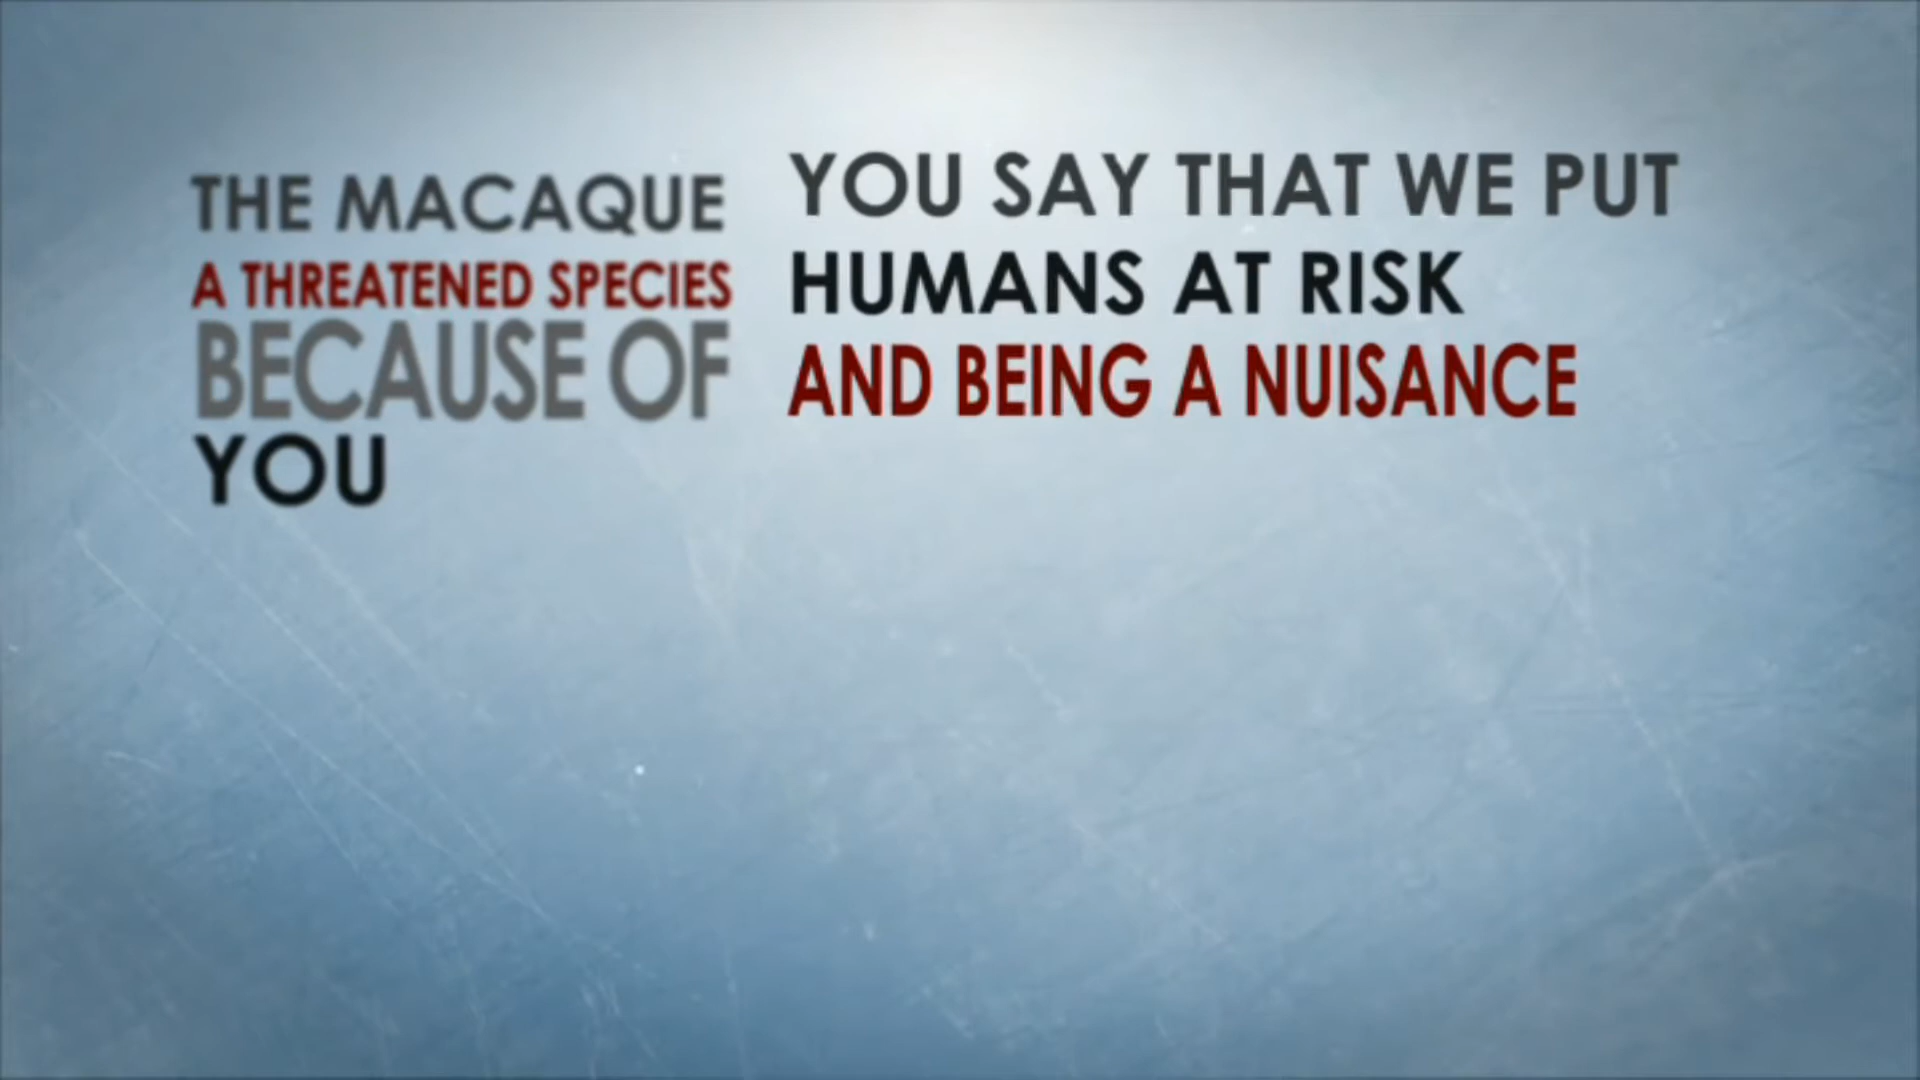 THE MACAQUE
A THREATENED SPECIES
BECAUSE OF
YOU
YOU SAY THAT WE PUT
HUMANS AT RISK
AND BEING A NUISANCE